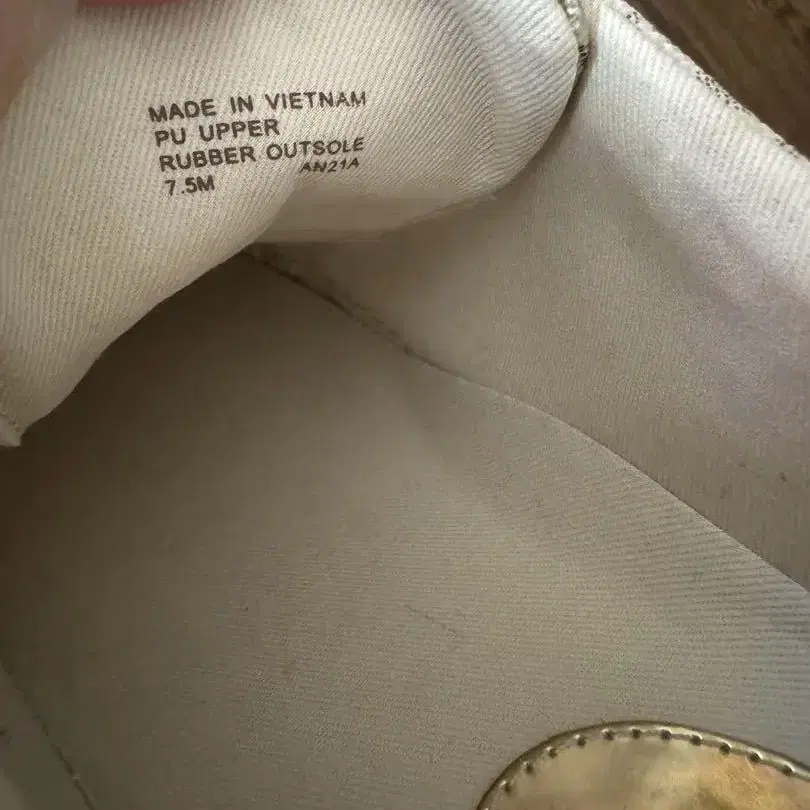 MADE IN VIETNAM
PU UPPER
RUBBER OUTSOLE
7.5M AN21A